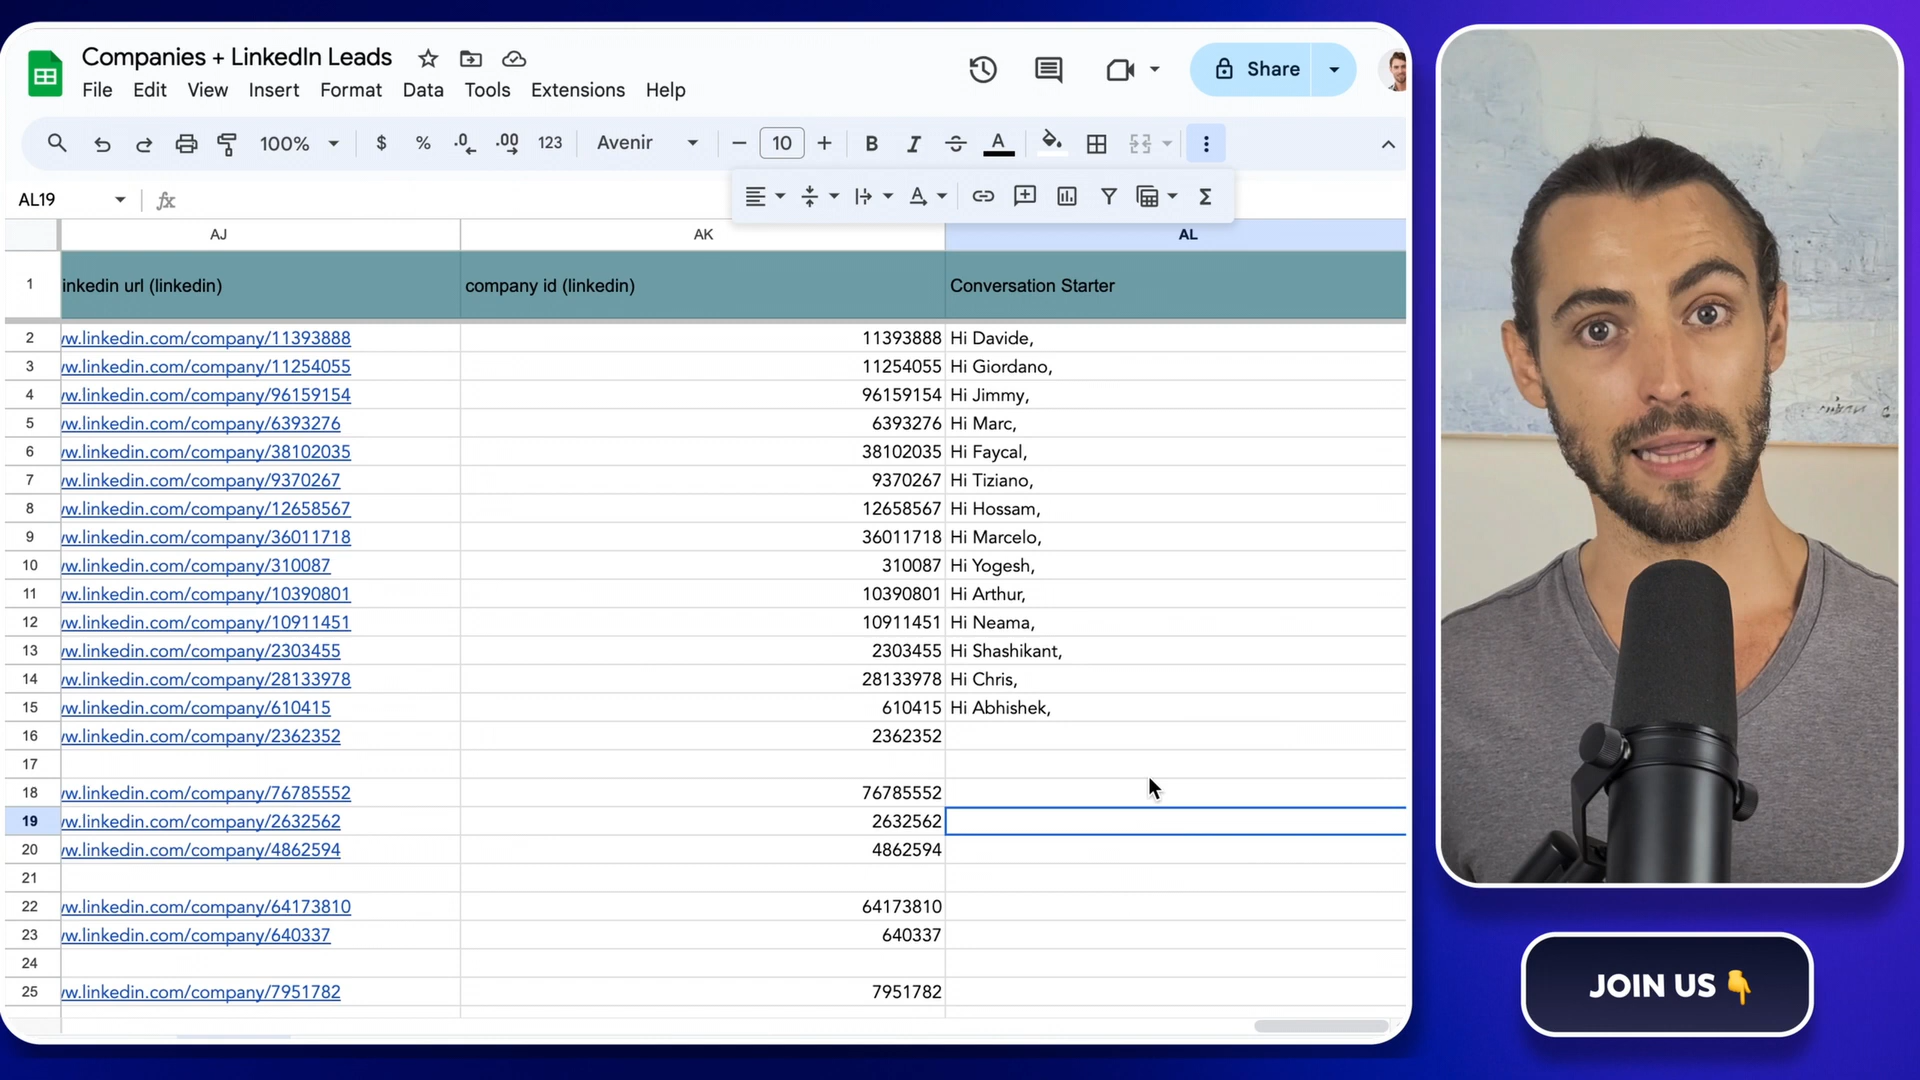 Companies + LinkedIn Leads
File Edit View Insert Format Data Tools Extensions Help
Share
100% $ % .0 .00 123 Avenir 10 B I A
AL19 fx
AJ AK AL
1 inkedin url (linkedin) company id (linkedin) Conversation Starter
2 w.linkedin.com/company/11393888 11393888 Hi Davide,
3 w.linkedin.com/company/11254055 11254055 Hi Giordano,
4 w.linkedin.com/company/96159154 96159154 Hi Jimmy,
5 w.linkedin.com/company/6393276 6393276 Hi Marc,
6 w.linkedin.com/company/38102035 38102035 Hi Faycal,
7 w.linkedin.com/company/9370267 9370267 Hi Tiziano,
8 w.linkedin.com/company/12658567 12658567 Hi Hossam,
9 w.linkedin.com/company/36011718 36011718 Hi Marcelo,
10 w.linkedin.com/company/310087 310087 Hi Yogesh,
11 w.linkedin.com/company/10390801 10390801 Hi Arthur,
12 w.linkedin.com/company/10911451 10911451 Hi Neama,
13 w.linkedin.com/company/2303455 2303455 Hi Shashikant,
14 w.linkedin.com/company/28133978 28133978 Hi Chris,
15 w.linkedin.com/company/610415 610415 Hi Abhishek,
16 w.linkedin.com/company/2362352 2362352
17
18 w.linkedin.com/company/76785552 76785552
19 w.linkedin.com/company/2632562 2632562
20 w.linkedin.com/company/4862594 4862594
21
22 w.linkedin.com/company/64173810 64173810
23 w.linkedin.com/company/640337 640337
24
25 w.linkedin.com/company/7951782 7951782
JOIN US 👇